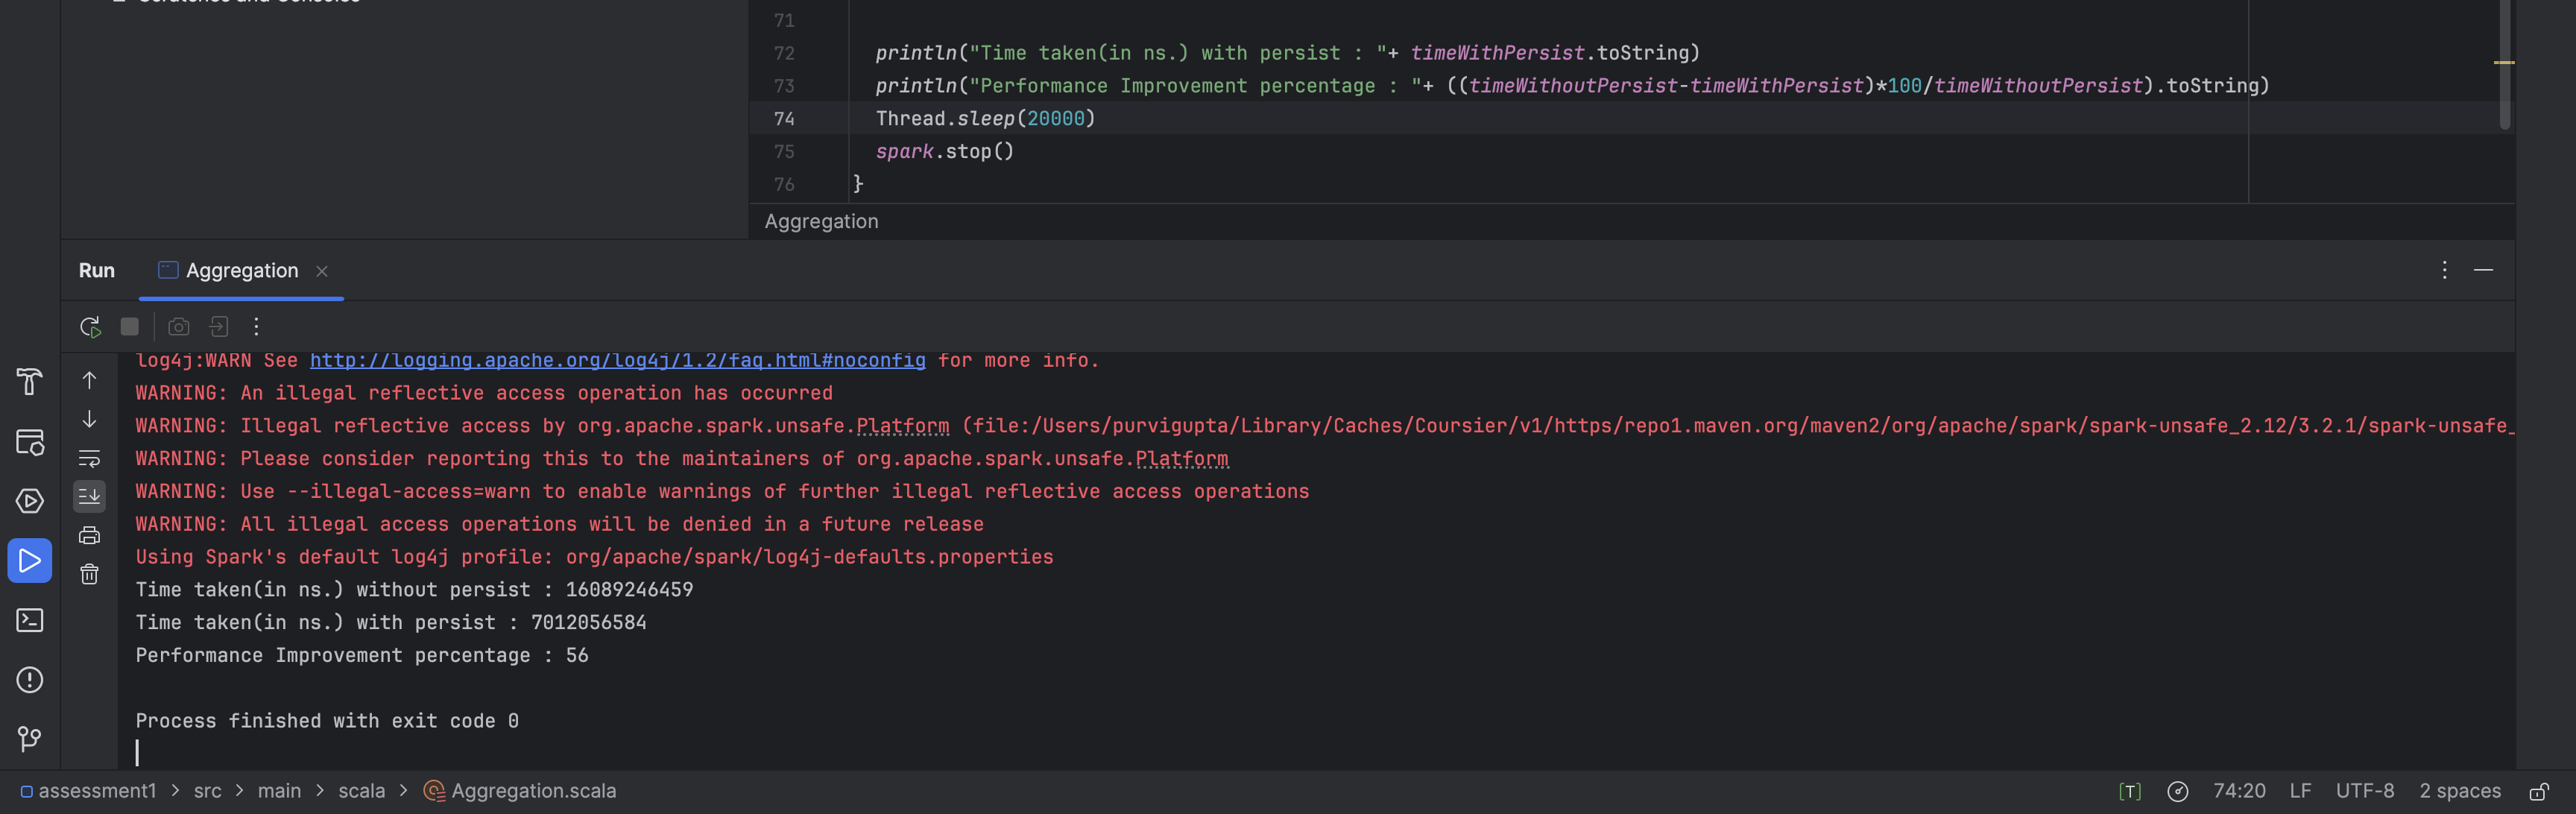 Scratches and Consoles
71
72 println("Time taken(in ns.) with persist : "+ timeWithPersist.toString)
73 println("Performance Improvement percentage : "+ ((timeWithoutPersist-timeWithPersist)*100/timeWithoutPersist).toString)
74 Thread.sleep(20000)
75 spark.stop()
76 }
Aggregation
Run Aggregation
log4j:WARN See http://logging.apache.org/log4j/1.2/faq.html#noconfig for more info.
WARNING: An illegal reflective access operation has occurred
WARNING: Illegal reflective access by org.apache.spark.unsafe.Platform (file:/Users/purvigupta/Library/Caches/Coursier/v1/https/repo1.maven.org/maven2/org/apache/spark/spark-unsafe_2.12/3.2.1/spark-unsafe_
WARNING: Please consider reporting this to the maintainers of org.apache.spark.unsafe.Platform
WARNING: Use --illegal-access=warn to enable warnings of further illegal reflective access operations
WARNING: All illegal access operations will be denied in a future release
Using Spark's default log4j profile: org/apache/spark/log4j-defaults.properties
Time taken(in ns.) without persist : 16089246459
Time taken(in ns.) with persist : 7012056584
Performance Improvement percentage : 56
Process finished with exit code 0
assessment1 > src > main > scala > Aggregation.scala [T] 74:20 LF UTF-8 2 spaces